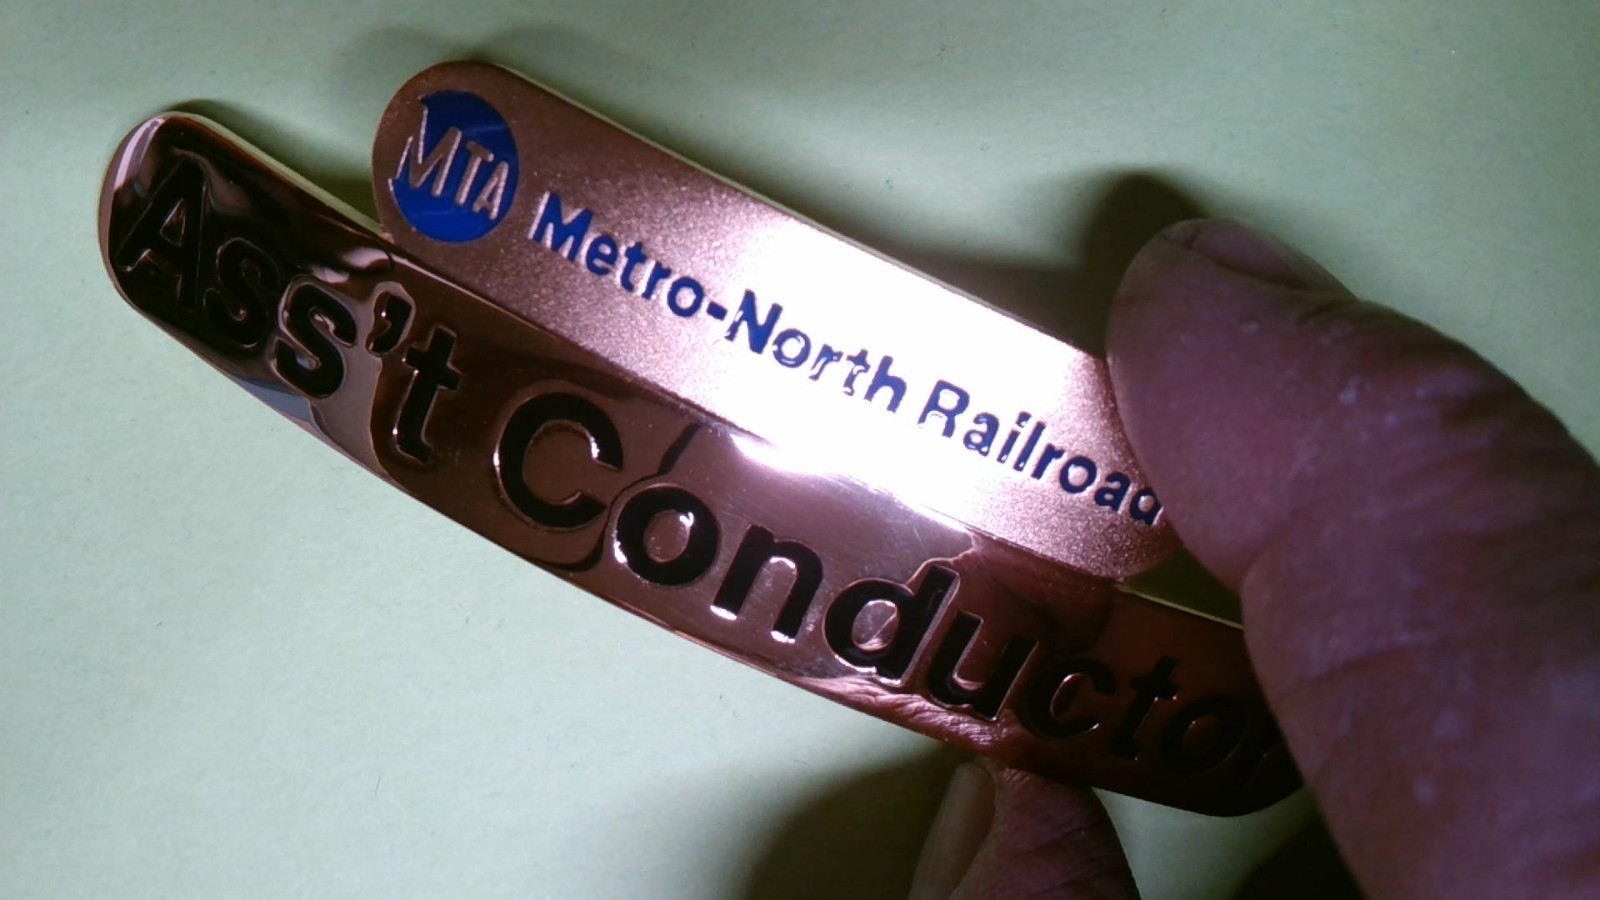 MTA Metro-North Railroad
Ass't Conductor